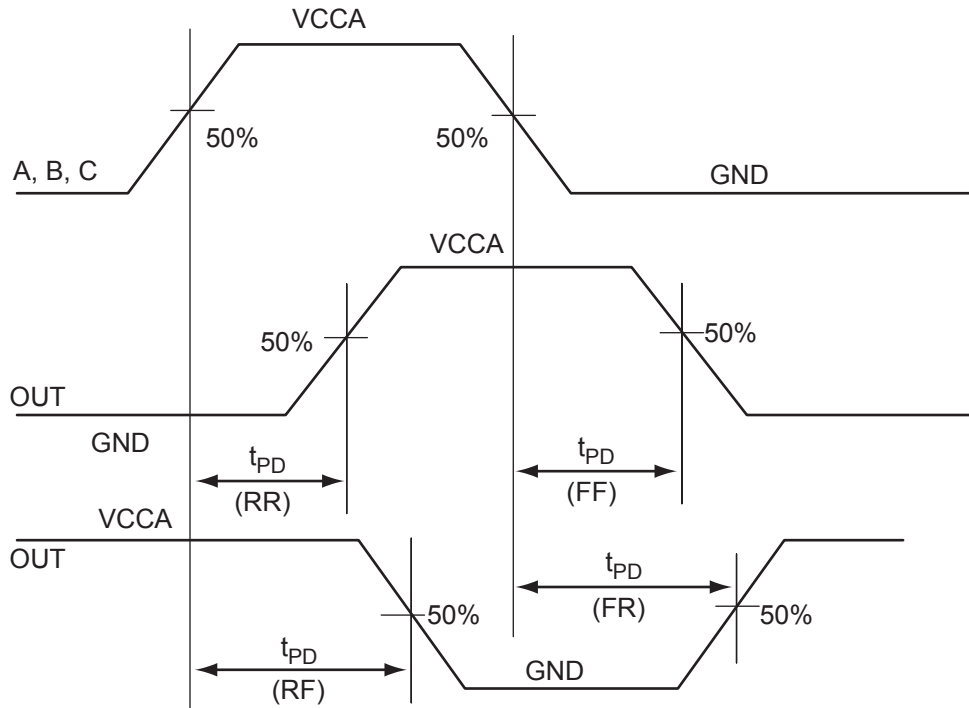 VCCA
50%
50%
A, B, C
GND
VCCA
50%
50%
OUT
GND
tPD
(RR)
tPD
(FF)
VCCA
OUT
tPD
(FR)
50%
50%
tPD
(RF)
GND